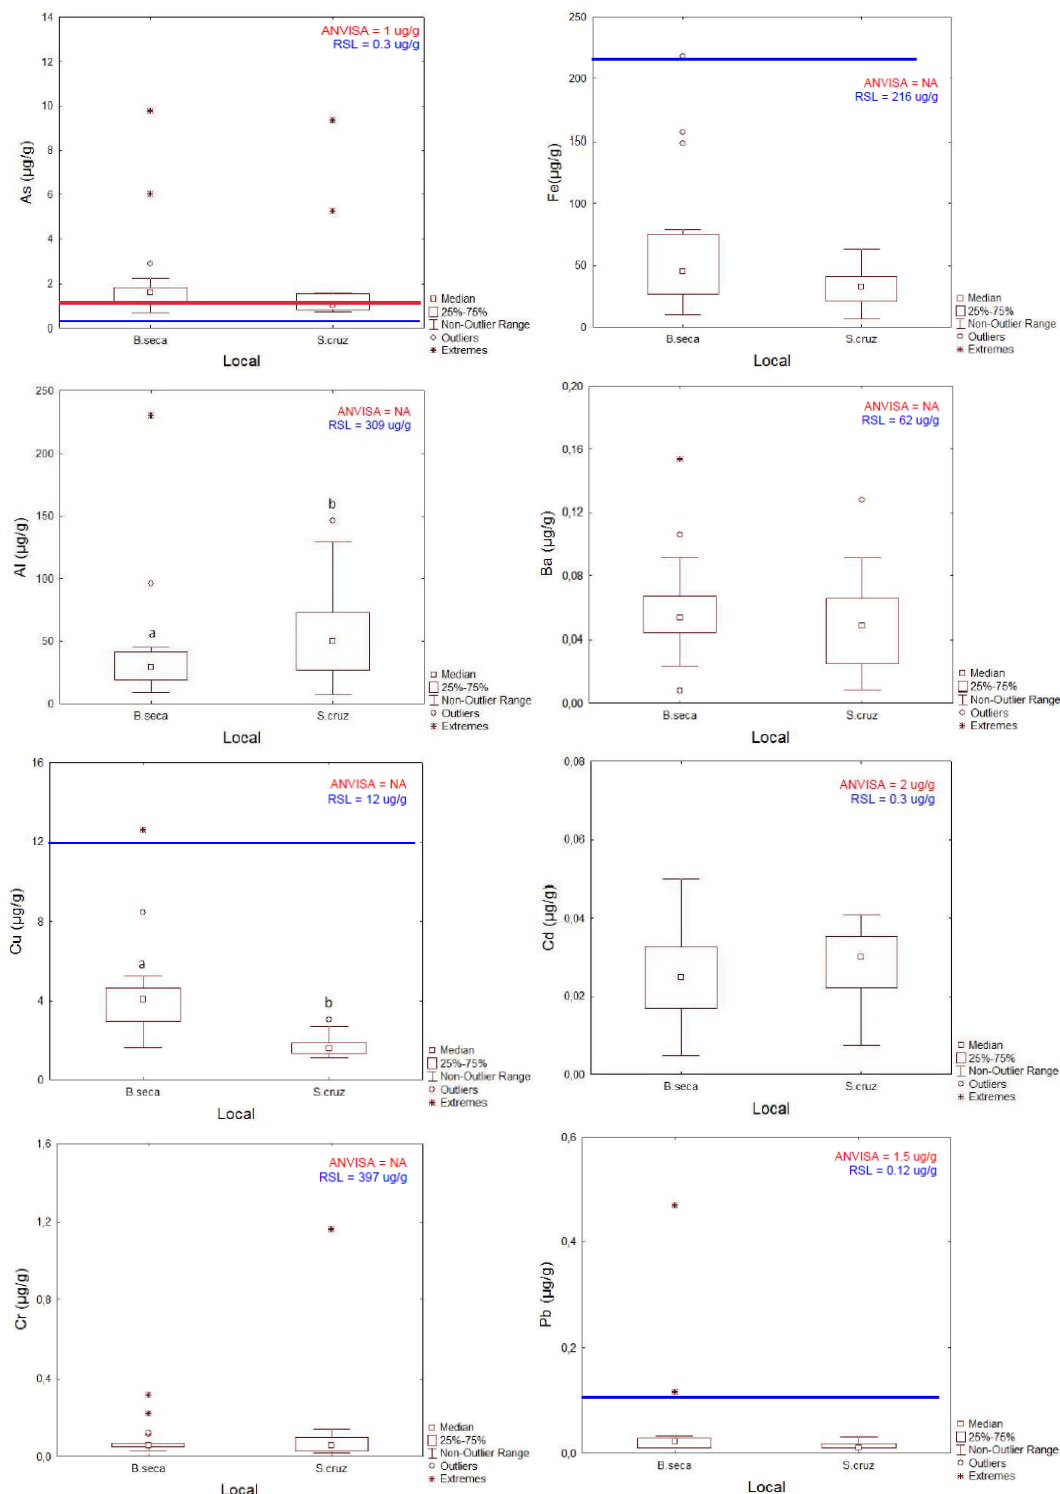 ANVISA = 1 ug/g
RSL = 0.3 ug/g
14
12
10
8
6
4
2
0
As (µg/g)
B.seca
S.cruz
Local
Median
25%-75%
Non-Outlier Range
Outliers
Extremes
250
200
150
100
50
0
Fe(µg/g)
ANVISA = NA
RSL = 216 ug/g
B.seca
S.cruz
Local
Median
25%-75%
Non-Outlier Range
Outliers
Extremes
250
200
150
100
50
0
Al (µg/g)
ANVISA = NA
RSL = 309 ug/g
a
b
B.seca
S.cruz
Local
Median
25%-75%
Non-Outlier Range
Outliers
Extremes
0,20
0,16
0,12
0,08
0,04
0,00
Ba (µg/g)
ANVISA = NA
RSL = 62 ug/g
B.seca
S.cruz
Local
Median
25%-75%
Non-Outlier Range
Outliers
Extremes
16
12
8
4
0
Cu (µg/g)
ANVISA = NA
RSL = 12 ug/g
a
b
B.seca
S.cruz
Local
Median
25%-75%
Non-Outlier Range
Outliers
Extremes
0,08
0,06
0,04
0,02
0,00
Cd (µg/g)
ANVISA = 2 ug/g
RSL = 0.3 ug/g
B.seca
S.cruz
Local
Median
25%-75%
Non-Outlier Range
Outliers
Extremes
1,6
1,2
0,8
0,4
0,0
Cr (µg/g)
ANVISA = NA
RSL = 397 ug/g
B.seca
S.cruz
Local
Median
25%-75%
Non-Outlier Range
Outliers
Extremes
0,6
0,4
0,2
0,0
Pb (µg/g)
ANVISA = 1.5 ug/g
RSL = 0.12 ug/g
B.seca
S.cruz
Local
Median
25%-75%
Non-Outlier Range
Outliers
Extremes